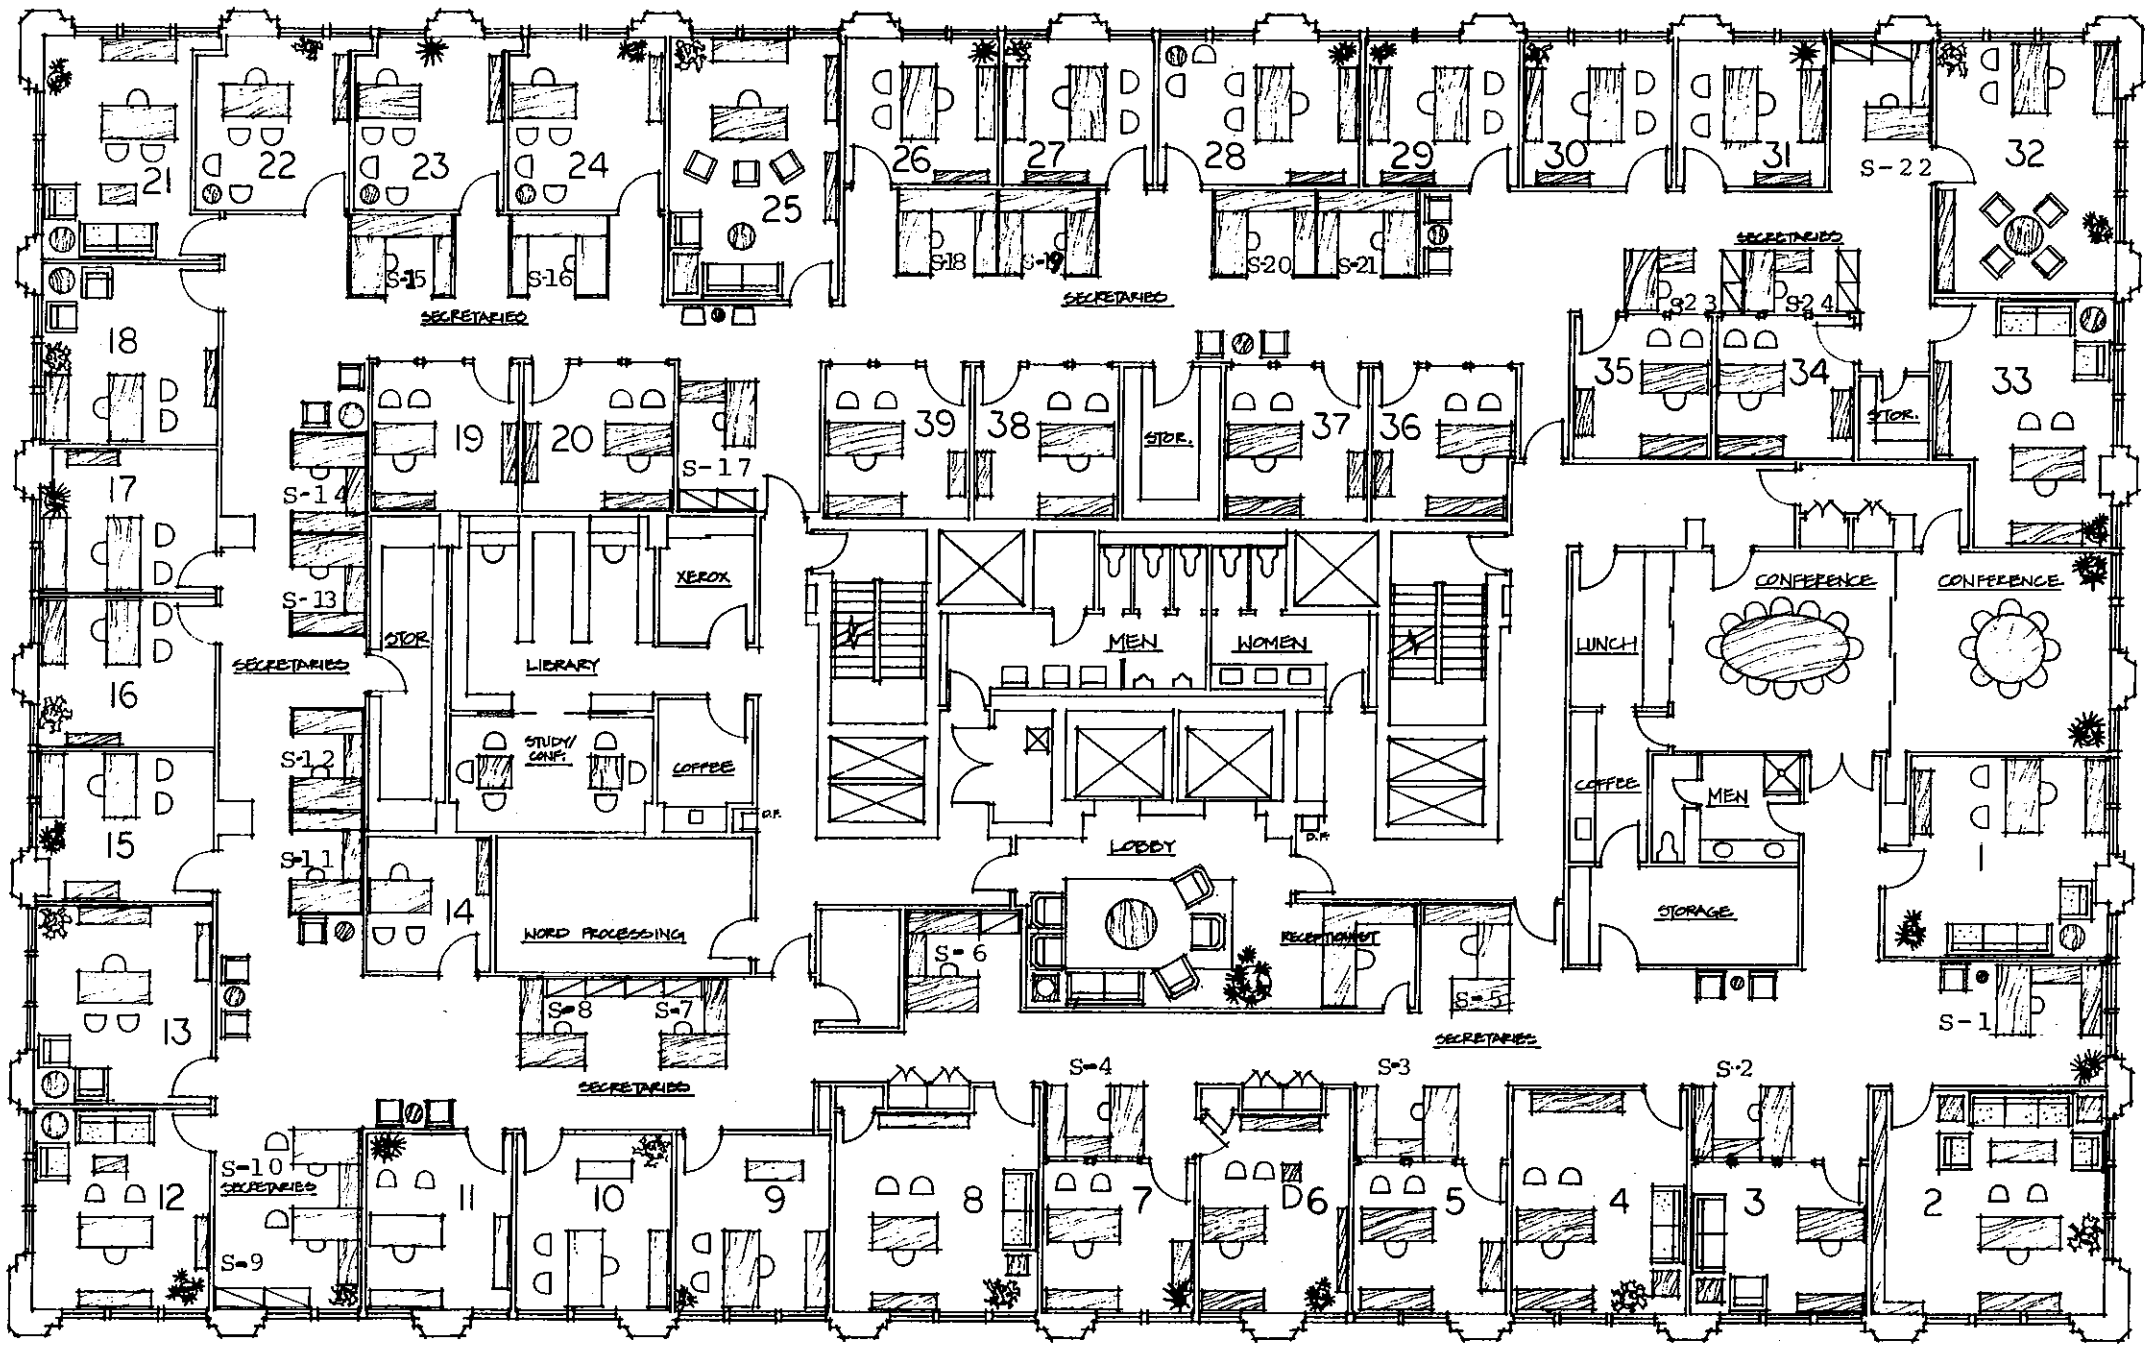 21
22
23
24
25
26
27
28
29
30
31
S-22
32
S-15
S-16
S-18
S-19
S-20
S-21
SECRETARIES
SECRETARIES
SECRETARIES
S-23
S-24
18
19
20
S-17
39
38
STOR.
37
36
35
34
STOR.
33
17
S-14
S-13
16
SECRETARIES
STOR
LIBRARY
XEROX
MEN
WOMEN
LUNCH
CONFERENCE
CONFERENCE
S-12
STUDY/
CONF.
COFFEE
D.F.
COFFEE
MEN
15
S-11
14
WORD PROCESSING
LOBBY
D.F.
1
STORAGE
13
S-8
S-7
S-6
RECEPTIONIST
S-5
S-1
SECRETARIES
SECRETARIES
S-4
S-3
S-2
12
S-10
SECRETARIES
S-9
11
10
9
8
7
6
5
4
3
2